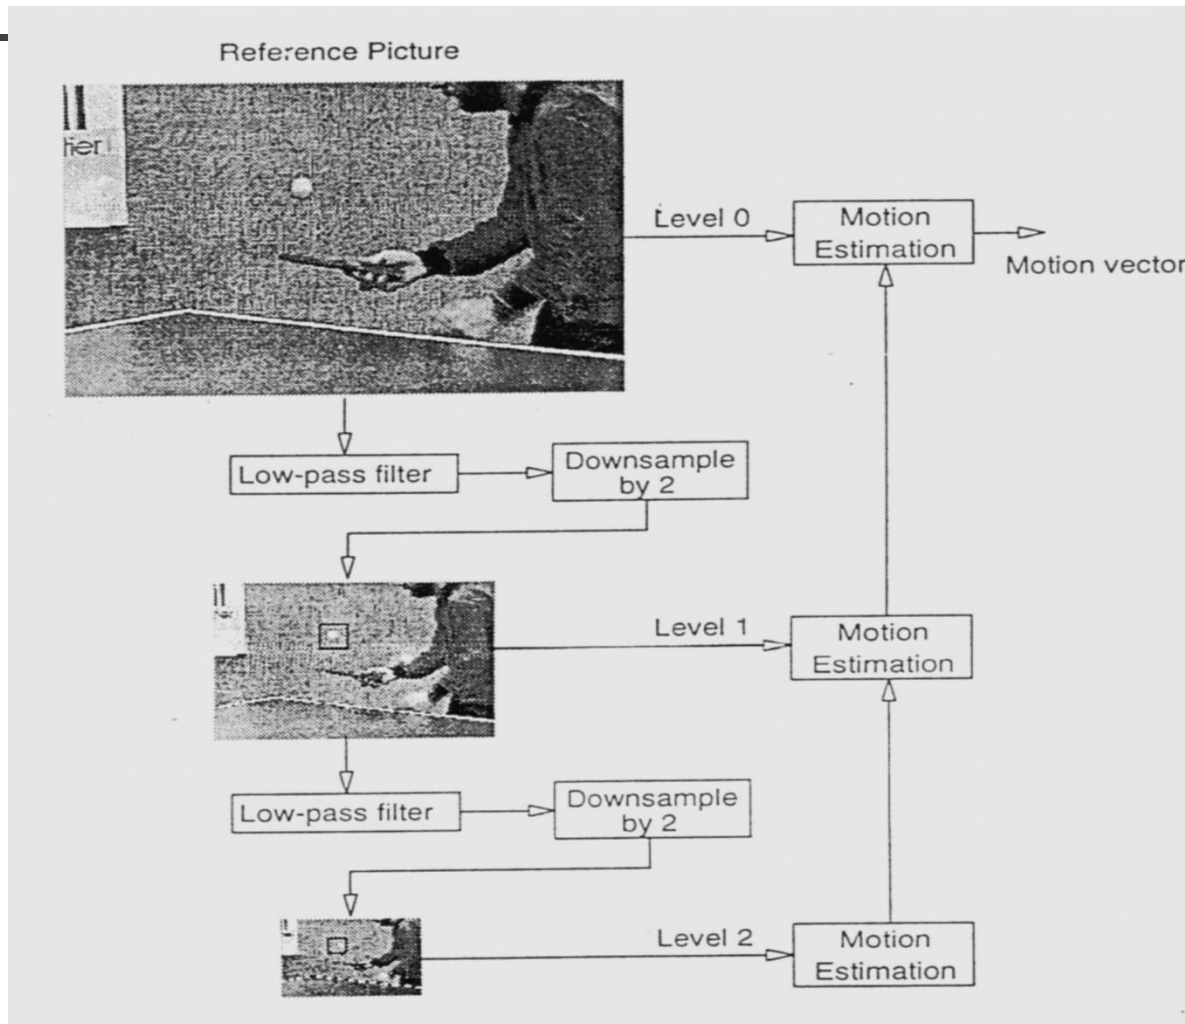 Reference Picture
tier
Level 0
Motion
Estimation
Motion vector
Low-pass filter
Downsample
by 2
Level 1
Motion
Estimation
Low-pass filter
Downsample
by 2
Level 2
Motion
Estimation